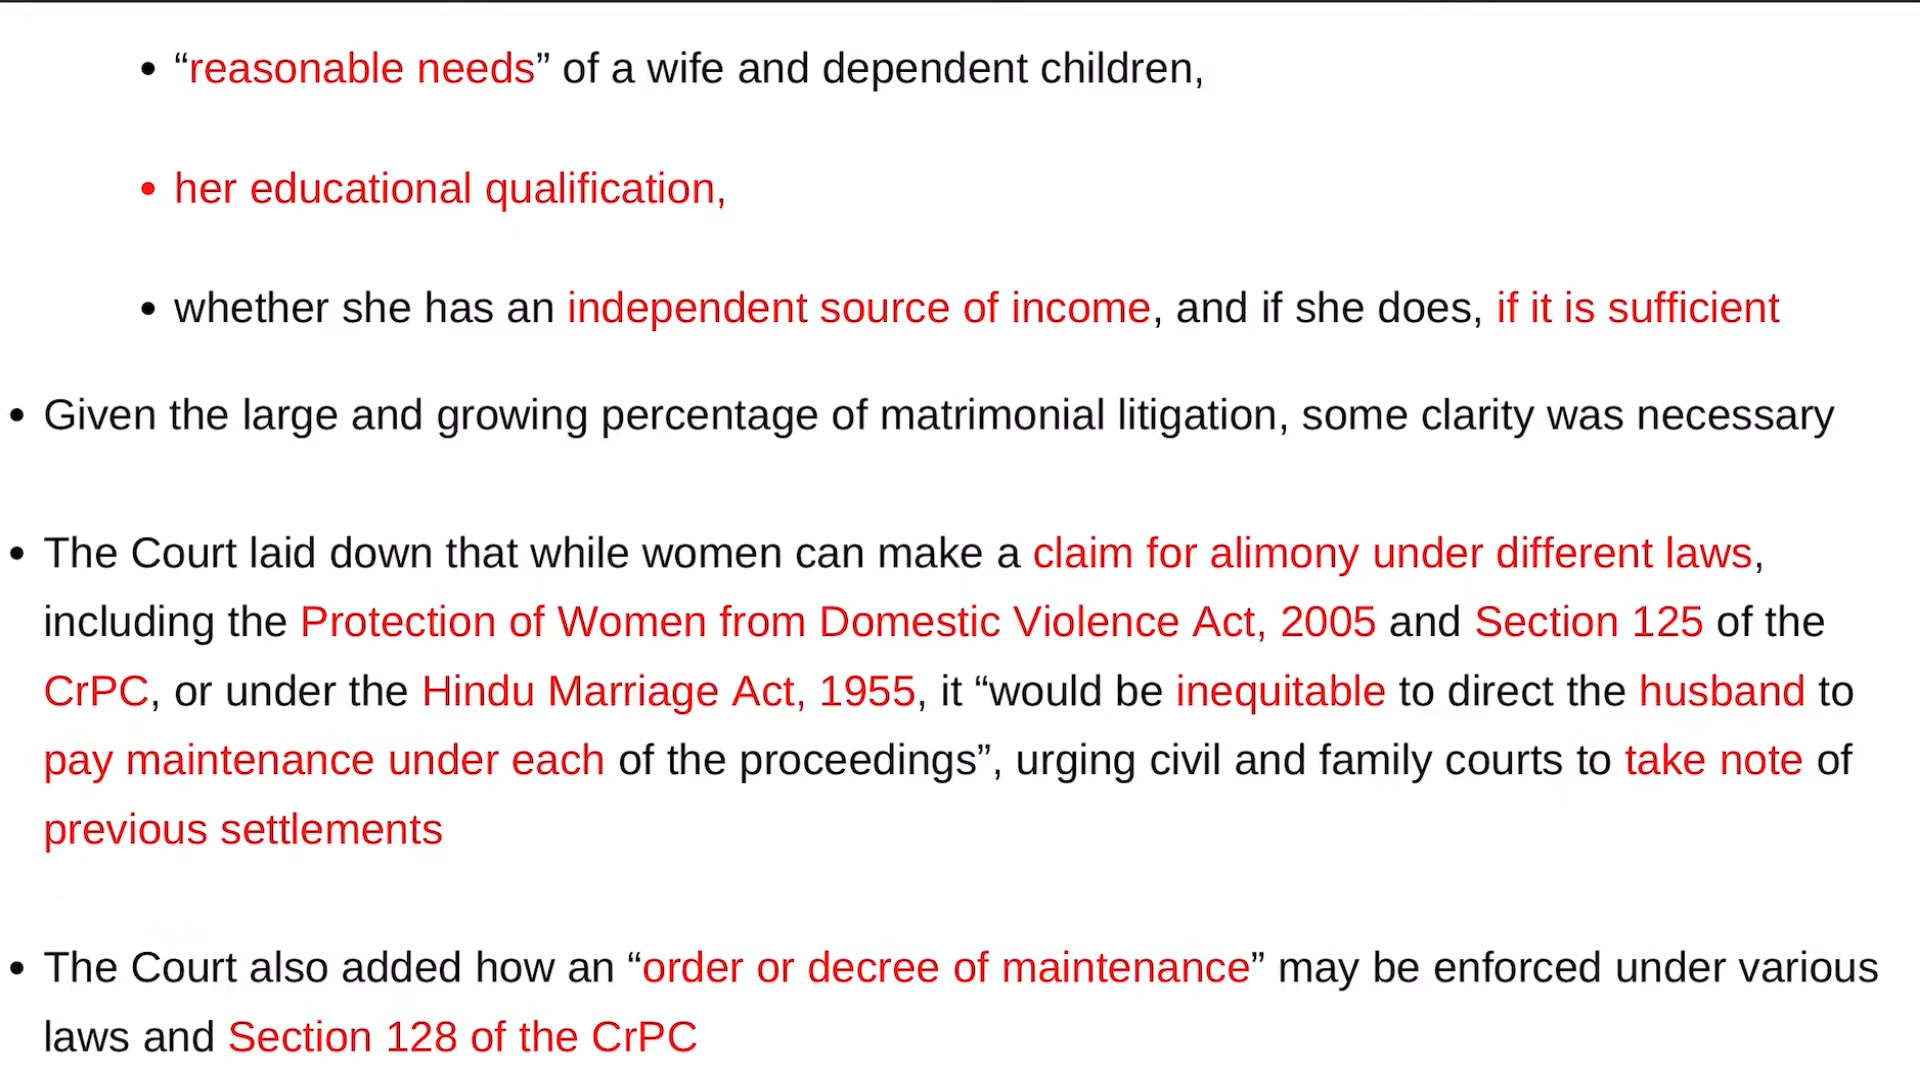 • “reasonable needs” of a wife and dependent children,
• her educational qualification,
• whether she has an independent source of income, and if she does, if it is sufficient
• Given the large and growing percentage of matrimonial litigation, some clarity was necessary
• The Court laid down that while women can make a claim for alimony under different laws,
including the Protection of Women from Domestic Violence Act, 2005 and Section 125 of the
CrPC, or under the Hindu Marriage Act, 1955, it “would be inequitable to direct the husband to
pay maintenance under each of the proceedings”, urging civil and family courts to take note of
previous settlements
• The Court also added how an “order or decree of maintenance” may be enforced under various
laws and Section 128 of the CrPC